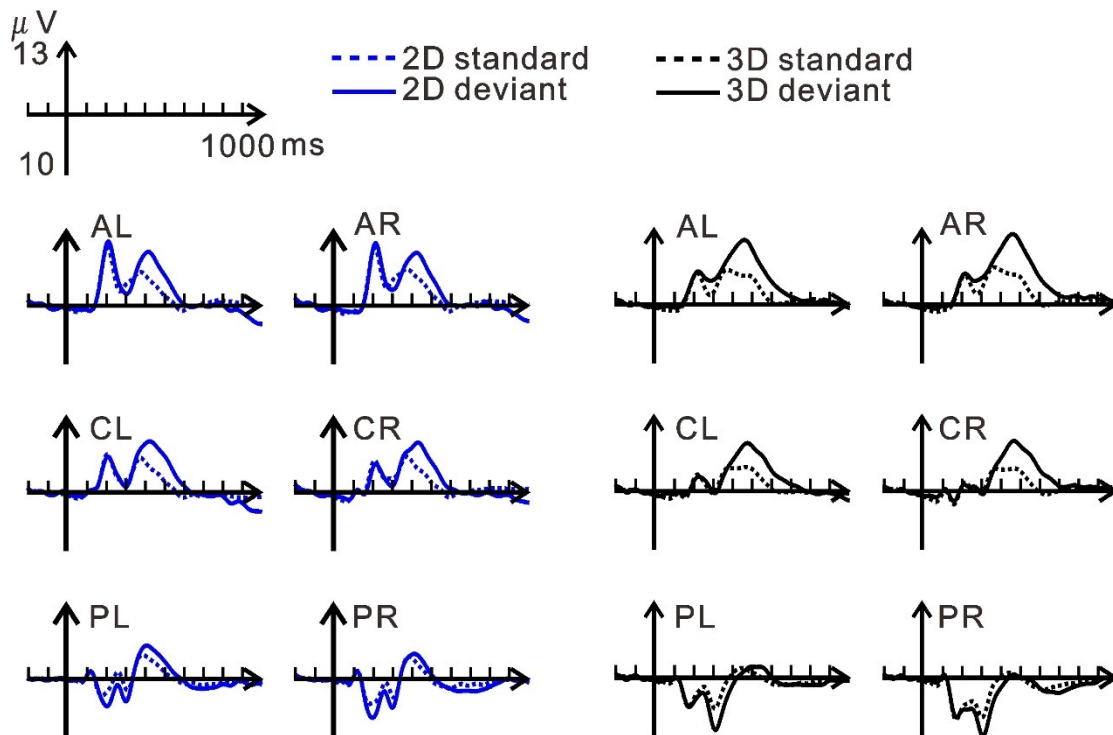 μV
13
2D standard
3D standard
2D deviant
3D deviant
1000 ms
10
AL
AR
AL
AR
CL
CR
CL
CR
PL
PR
PL
PR